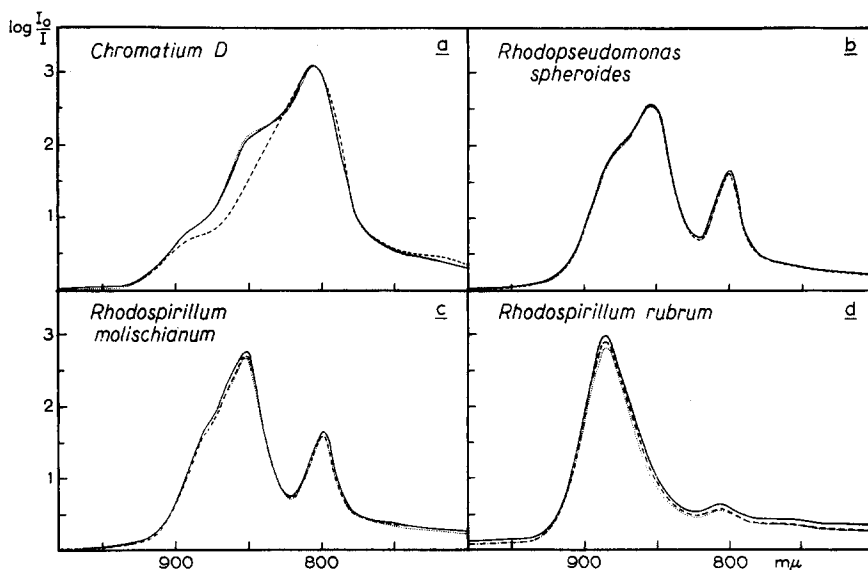 log I₀/I
Chromatium D
a
3
2
1
Rhodopseudomonas
spheroides
b
Rhodospirillum
molischianum
c
3
2
1
900
800
Rhodospirillum rubrum
d
900
800
mμ